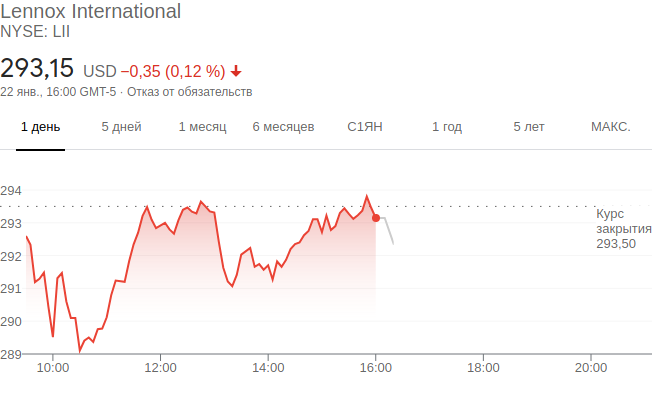 Lennox International
NYSE: LII
293,15 USD −0,35 (0,12 %)
22 янв., 16:00 GMT-5 · Отказ от обязательств
1 день 5 дней 1 месяц 6 месяцев С1ЯН 1 год 5 лет МАКС.
294
293
292
291
290
289
Курс
закрытия
293,50
10:00 12:00 14:00 16:00 18:00 20:00